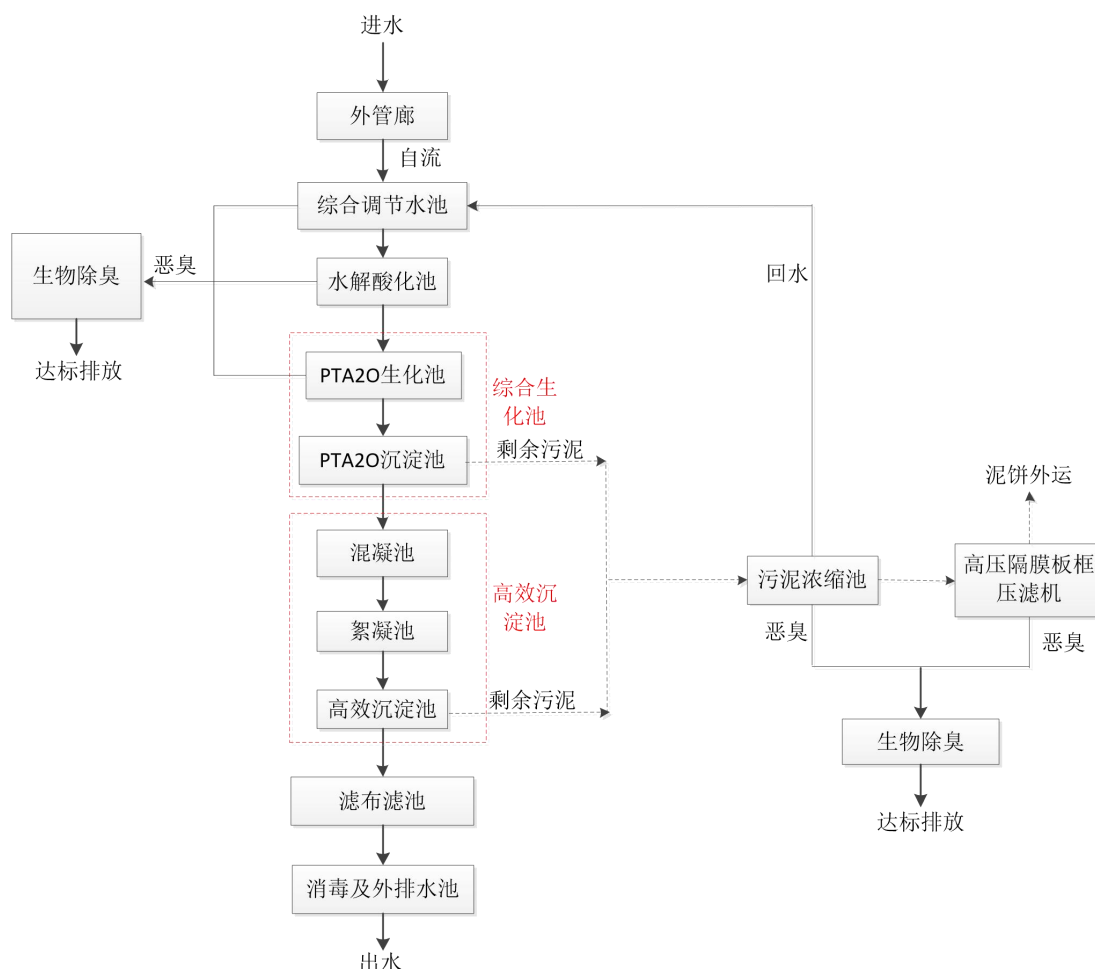 进水
外管廊
自流
综合调节水池
生物除臭
恶臭
水解酸化池
回水
达标排放
PTA2O生化池
综合生
化池
PTA2O沉淀池
剩余污泥
泥饼外运
混凝池
高效沉
淀池
污泥浓缩池
高压隔膜板框
压滤机
絮凝池
恶臭
恶臭
高效沉淀池
剩余污泥
生物除臭
滤布滤池
达标排放
消毒及外排水池
出水